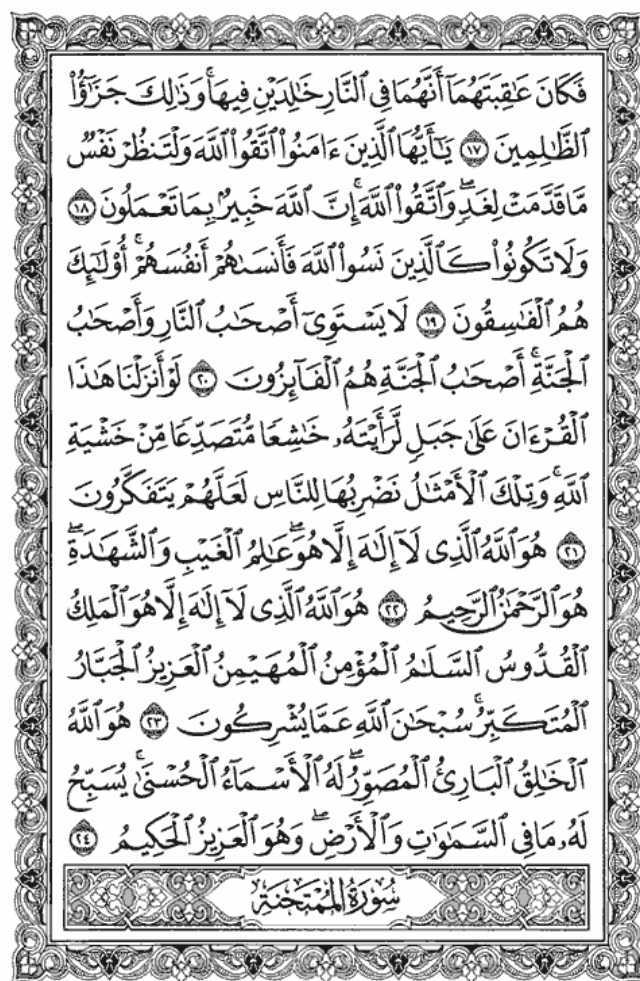 فَكَانَ عَٰقِبَتَهُمَآ أَنَّهُمَا فِي ٱلنَّارِ خَٰلِدَيۡنِ فِيهَاۚ وَذَٰلِكَ جَزَٰٓؤُاْ
ٱلظَّٰلِمِينَ ١٧ يَٰٓأَيُّهَا ٱلَّذِينَ ءَامَنُواْ ٱتَّقُواْ ٱللَّهَ وَلۡتَنظُرۡ نَفۡسٞ
مَّا قَدَّمَتۡ لِغَدٖۖ وَٱتَّقُواْ ٱللَّهَۚ إِنَّ ٱللَّهَ خَبِيرُۢ بِمَا تَعۡمَلُونَ ١٨
وَلَا تَكُونُواْ كَٱلَّذِينَ نَسُواْ ٱللَّهَ فَأَنسَىٰهُمۡ أَنفُسَهُمۡۚ أُوْلَٰٓئِكَ
هُمُ ٱلۡفَٰسِقُونَ ١٩ لَا يَسۡتَوِيٓ أَصۡحَٰبُ ٱلنَّارِ وَأَصۡحَٰبُ
ٱلۡجَنَّةِۚ أَصۡحَٰبُ ٱلۡجَنَّةِ هُمُ ٱلۡفَآئِزُونَ ٢٠ لَوۡ أَنزَلۡنَا هَٰذَا
ٱلۡقُرۡءَانَ عَلَىٰ جَبَلٖ لَّرَأَيۡتَهُۥ خَٰشِعٗا مُّتَصَدِّعٗا مِّنۡ خَشۡيَةِ
ٱللَّهِۚ وَتِلۡكَ ٱلۡأَمۡثَٰلُ نَضۡرِبُهَا لِلنَّاسِ لَعَلَّهُمۡ يَتَفَكَّرُونَ
٢١ هُوَ ٱللَّهُ ٱلَّذِي لَآ إِلَٰهَ إِلَّا هُوَۖ عَٰلِمُ ٱلۡغَيۡبِ وَٱلشَّهَٰدَةِۖ
هُوَ ٱلرَّحۡمَٰنُ ٱلرَّحِيمُ ٢٢ هُوَ ٱللَّهُ ٱلَّذِي لَآ إِلَٰهَ إِلَّا هُوَ ٱلۡمَلِكُ
ٱلۡقُدُّوسُ ٱلسَّلَٰمُ ٱلۡمُؤۡمِنُ ٱلۡمُهَيۡمِنُ ٱلۡعَزِيزُ ٱلۡجَبَّارُ
ٱلۡمُتَكَبِّرُۚ سُبۡحَٰنَ ٱللَّهِ عَمَّا يُشۡرِكُونَ ٢٣ هُوَ ٱللَّهُ
ٱلۡخَٰلِقُ ٱلۡبَارِئُ ٱلۡمُصَوِّرُۖ لَهُ ٱلۡأَسۡمَآءُ ٱلۡحُسۡنَىٰۚ يُسَبِّحُ
لَهُۥ مَا فِي ٱلسَّمَٰوَٰتِ وَٱلۡأَرۡضِۖ وَهُوَ ٱلۡعَزِيزُ ٱلۡحَكِيمُ ٢٤
سُورَةُ المُمۡتَحنَةِ